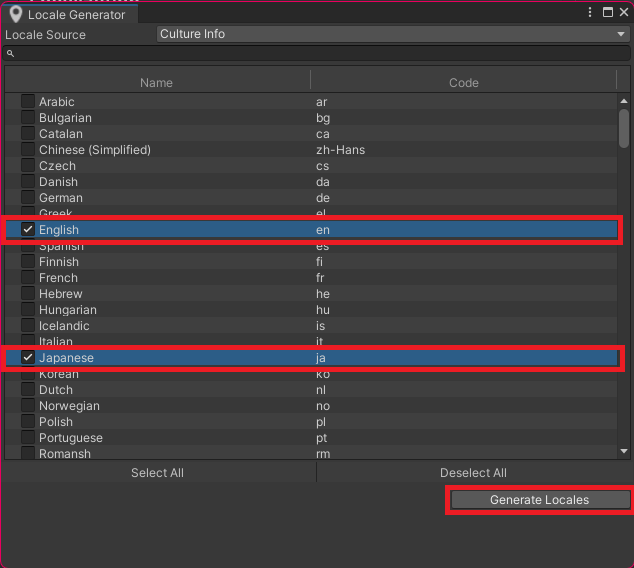 Locale Generator
Locale Source Culture Info
Name Code
Arabic ar
Bulgarian bg
Catalan ca
Chinese (Simplified) zh-Hans
Czech cs
Danish da
German de
Greek el
English en
Spanish es
Finnish fi
French fr
Hebrew he
Hungarian hu
Icelandic is
Italian it
Japanese ja
Korean ko
Dutch nl
Norwegian no
Polish pl
Portuguese pt
Romansh rm
Select All Deselect All
Generate Locales